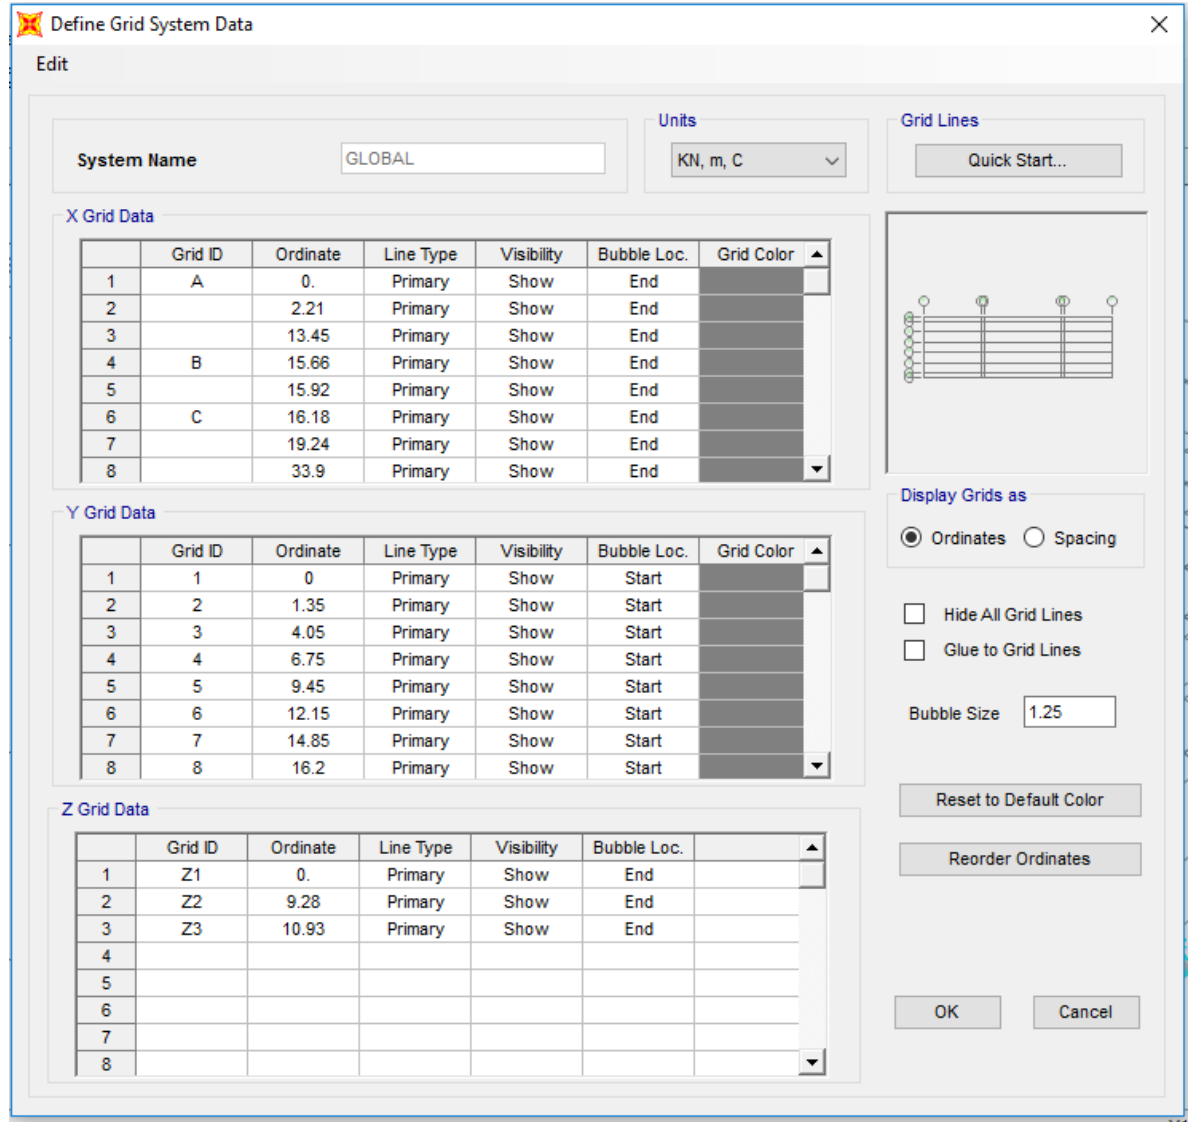 Define Grid System Data
Edit
System Name GLOBAL
Units
KN, m, C
Grid Lines
Quick Start...
X Grid Data
Grid ID Ordinate Line Type Visibility Bubble Loc. Grid Color
1 A 0. Primary Show End
2 2.21 Primary Show End
3 13.45 Primary Show End
4 B 15.66 Primary Show End
5 15.92 Primary Show End
6 C 16.18 Primary Show End
7 19.24 Primary Show End
8 33.9 Primary Show End
Y Grid Data
Grid ID Ordinate Line Type Visibility Bubble Loc. Grid Color
1 1 0 Primary Show Start
2 2 1.35 Primary Show Start
3 3 4.05 Primary Show Start
4 4 6.75 Primary Show Start
5 5 9.45 Primary Show Start
6 6 12.15 Primary Show Start
7 7 14.85 Primary Show Start
8 8 16.2 Primary Show Start
Z Grid Data
Grid ID Ordinate Line Type Visibility Bubble Loc.
1 Z1 0. Primary Show End
2 Z2 9.28 Primary Show End
3 Z3 10.93 Primary Show End
4
5
6
7
8
Display Grids as
Ordinates Spacing
Hide All Grid Lines
Glue to Grid Lines
Bubble Size 1.25
Reset to Default Color
Reorder Ordinates
OK Cancel